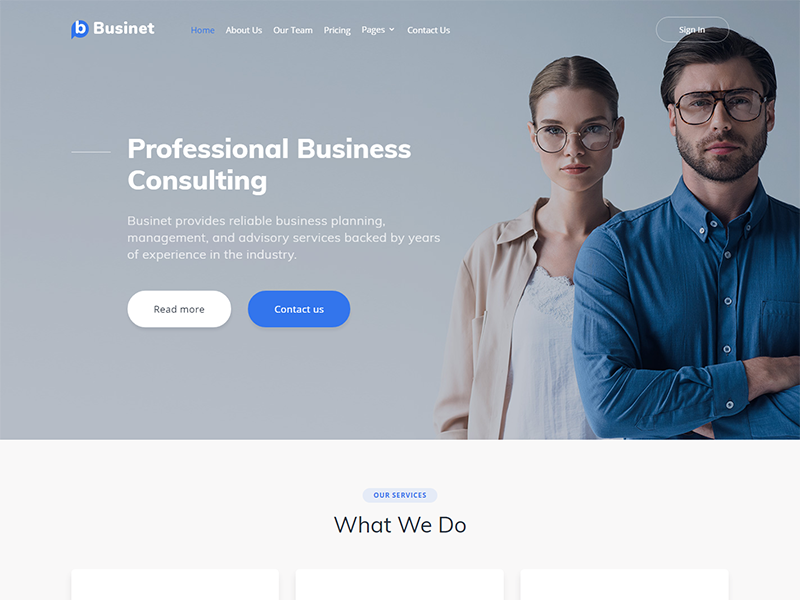 b Businet
Home About Us Our Team Pricing Pages Contact Us
Sign In
Professional Business
Consulting
Businet provides reliable business planning,
management, and advisory services backed by years
of experience in the industry.
Read more
Contact us
OUR SERVICES
What We Do